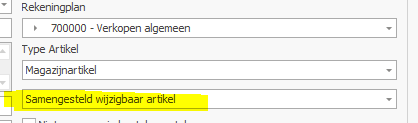 Rekeningplan
700000 - Verkopen algemeen
Type Artikel
Magazijnartikel
Samengesteld wijzigbaar artikel